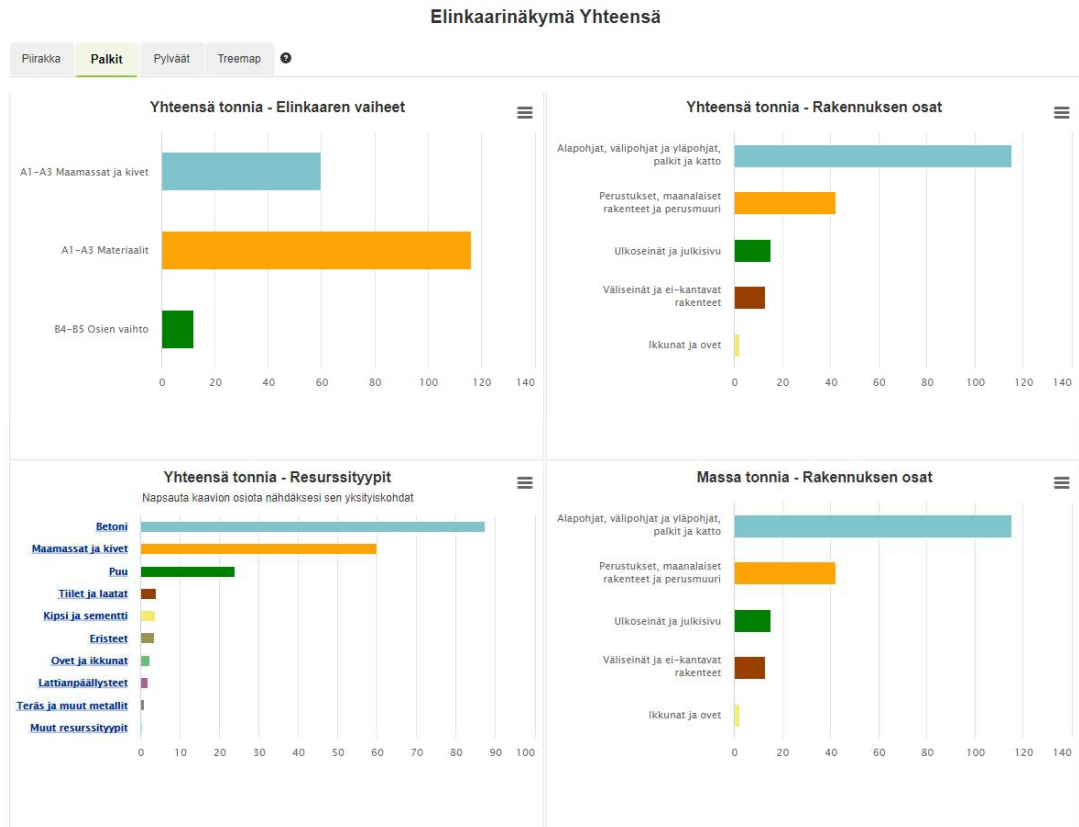 Elinkaarinäkymä Yhteensä
Piirakka
Palkit
Pylväät
Treemap
?
Yhteensä tonnia - Elinkaaren vaiheet
A1-A3 Maamassat ja kivet
A1-A3 Materiaalit
B4-B5 Osien vaihto
0 20 40 60 80 100 120 140
Yhteensä tonnia - Rakennuksen osat
Alapohjat, välipohjat ja yläpohjat,
palkit ja katto
Perustukset, maanalaiset
rakenteet ja perusmuuri
Ulkoseinät ja julkisivu
Väliseinät ja ei-kantavat
rakenteet
Ikkunat ja ovet
0 20 40 60 80 100 120 140
Yhteensä tonnia - Resurssityypit
Napsauta kaavion osiota nähdäksesi sen yksityiskohdat
Betoni
Maamassat ja kivet
Puu
Tiilet ja laatat
Kipsi ja sementti
Eristeet
Ovet ja ikkunat
Lattianpäällysteet
Teräs ja muut metallit
Muut resurssityypit
0 10 20 30 40 50 60 70 80 90 100
Massa tonnia - Rakennuksen osat
Alapohjat, välipohjat ja yläpohjat,
palkit ja katto
Perustukset, maanalaiset
rakenteet ja perusmuuri
Ulkoseinät ja julkisivu
Väliseinät ja ei-kantavat
rakenteet
Ikkunat ja ovet
0 20 40 60 80 100 120 140